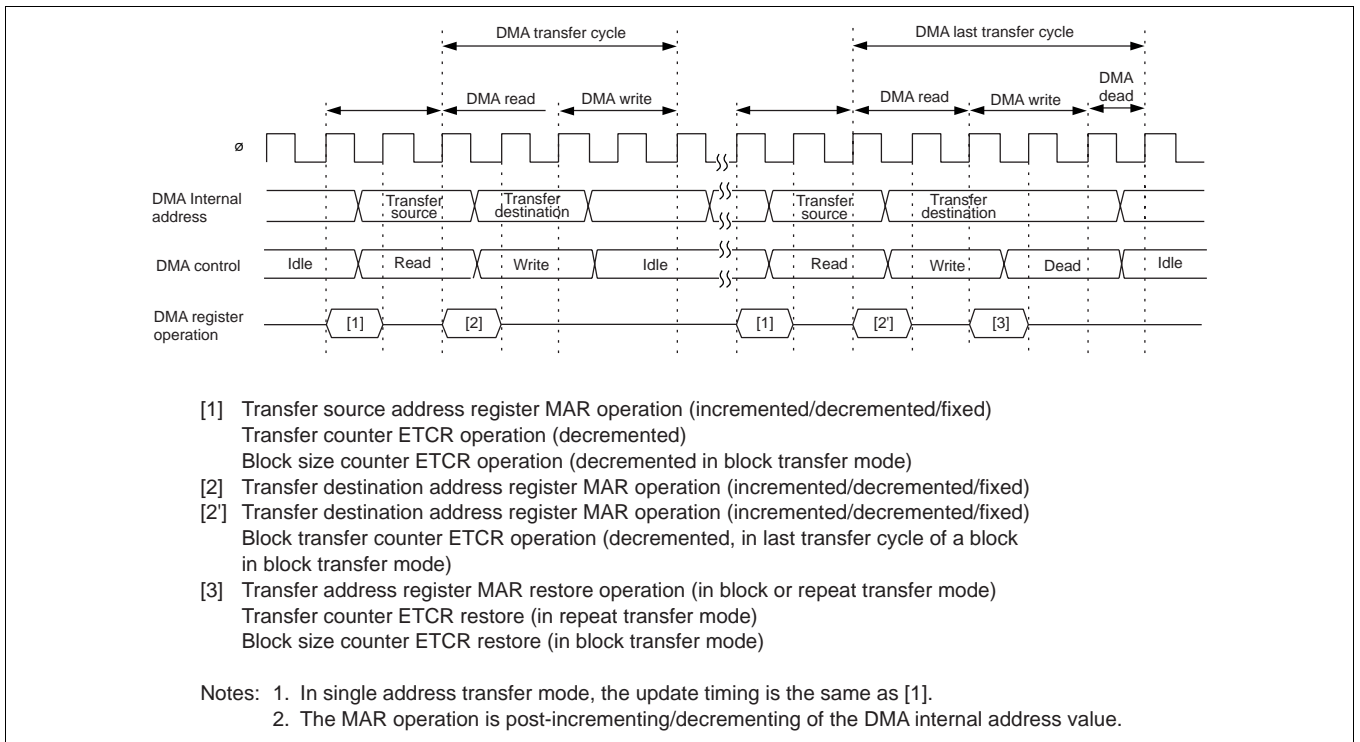 DMA transfer cycle
DMA last transfer cycle
DMA read
DMA write
DMA read
DMA write
DMA
dead
ø
DMA Internal
address
Transfer
source
Transfer
destination
Transfer
source
Transfer
destination
DMA control
Idle
Read
Write
Idle
Read
Write
Dead
Idle
DMA register
operation
[1]
[2]
[1]
[2']
[3]
[1] Transfer source address register MAR operation (incremented/decremented/fixed)
Transfer counter ETCR operation (decremented)
Block size counter ETCR operation (decremented in block transfer mode)
[2] Transfer destination address register MAR operation (incremented/decremented/fixed)
[2'] Transfer destination address register MAR operation (incremented/decremented/fixed)
Block transfer counter ETCR operation (decremented, in last transfer cycle of a block
in block transfer mode)
[3] Transfer address register MAR restore operation (in block or repeat transfer mode)
Transfer counter ETCR restore (in repeat transfer mode)
Block size counter ETCR restore (in block transfer mode)
Notes: 1. In single address transfer mode, the update timing is the same as [1].
2. The MAR operation is post-incrementing/decrementing of the DMA internal address value.